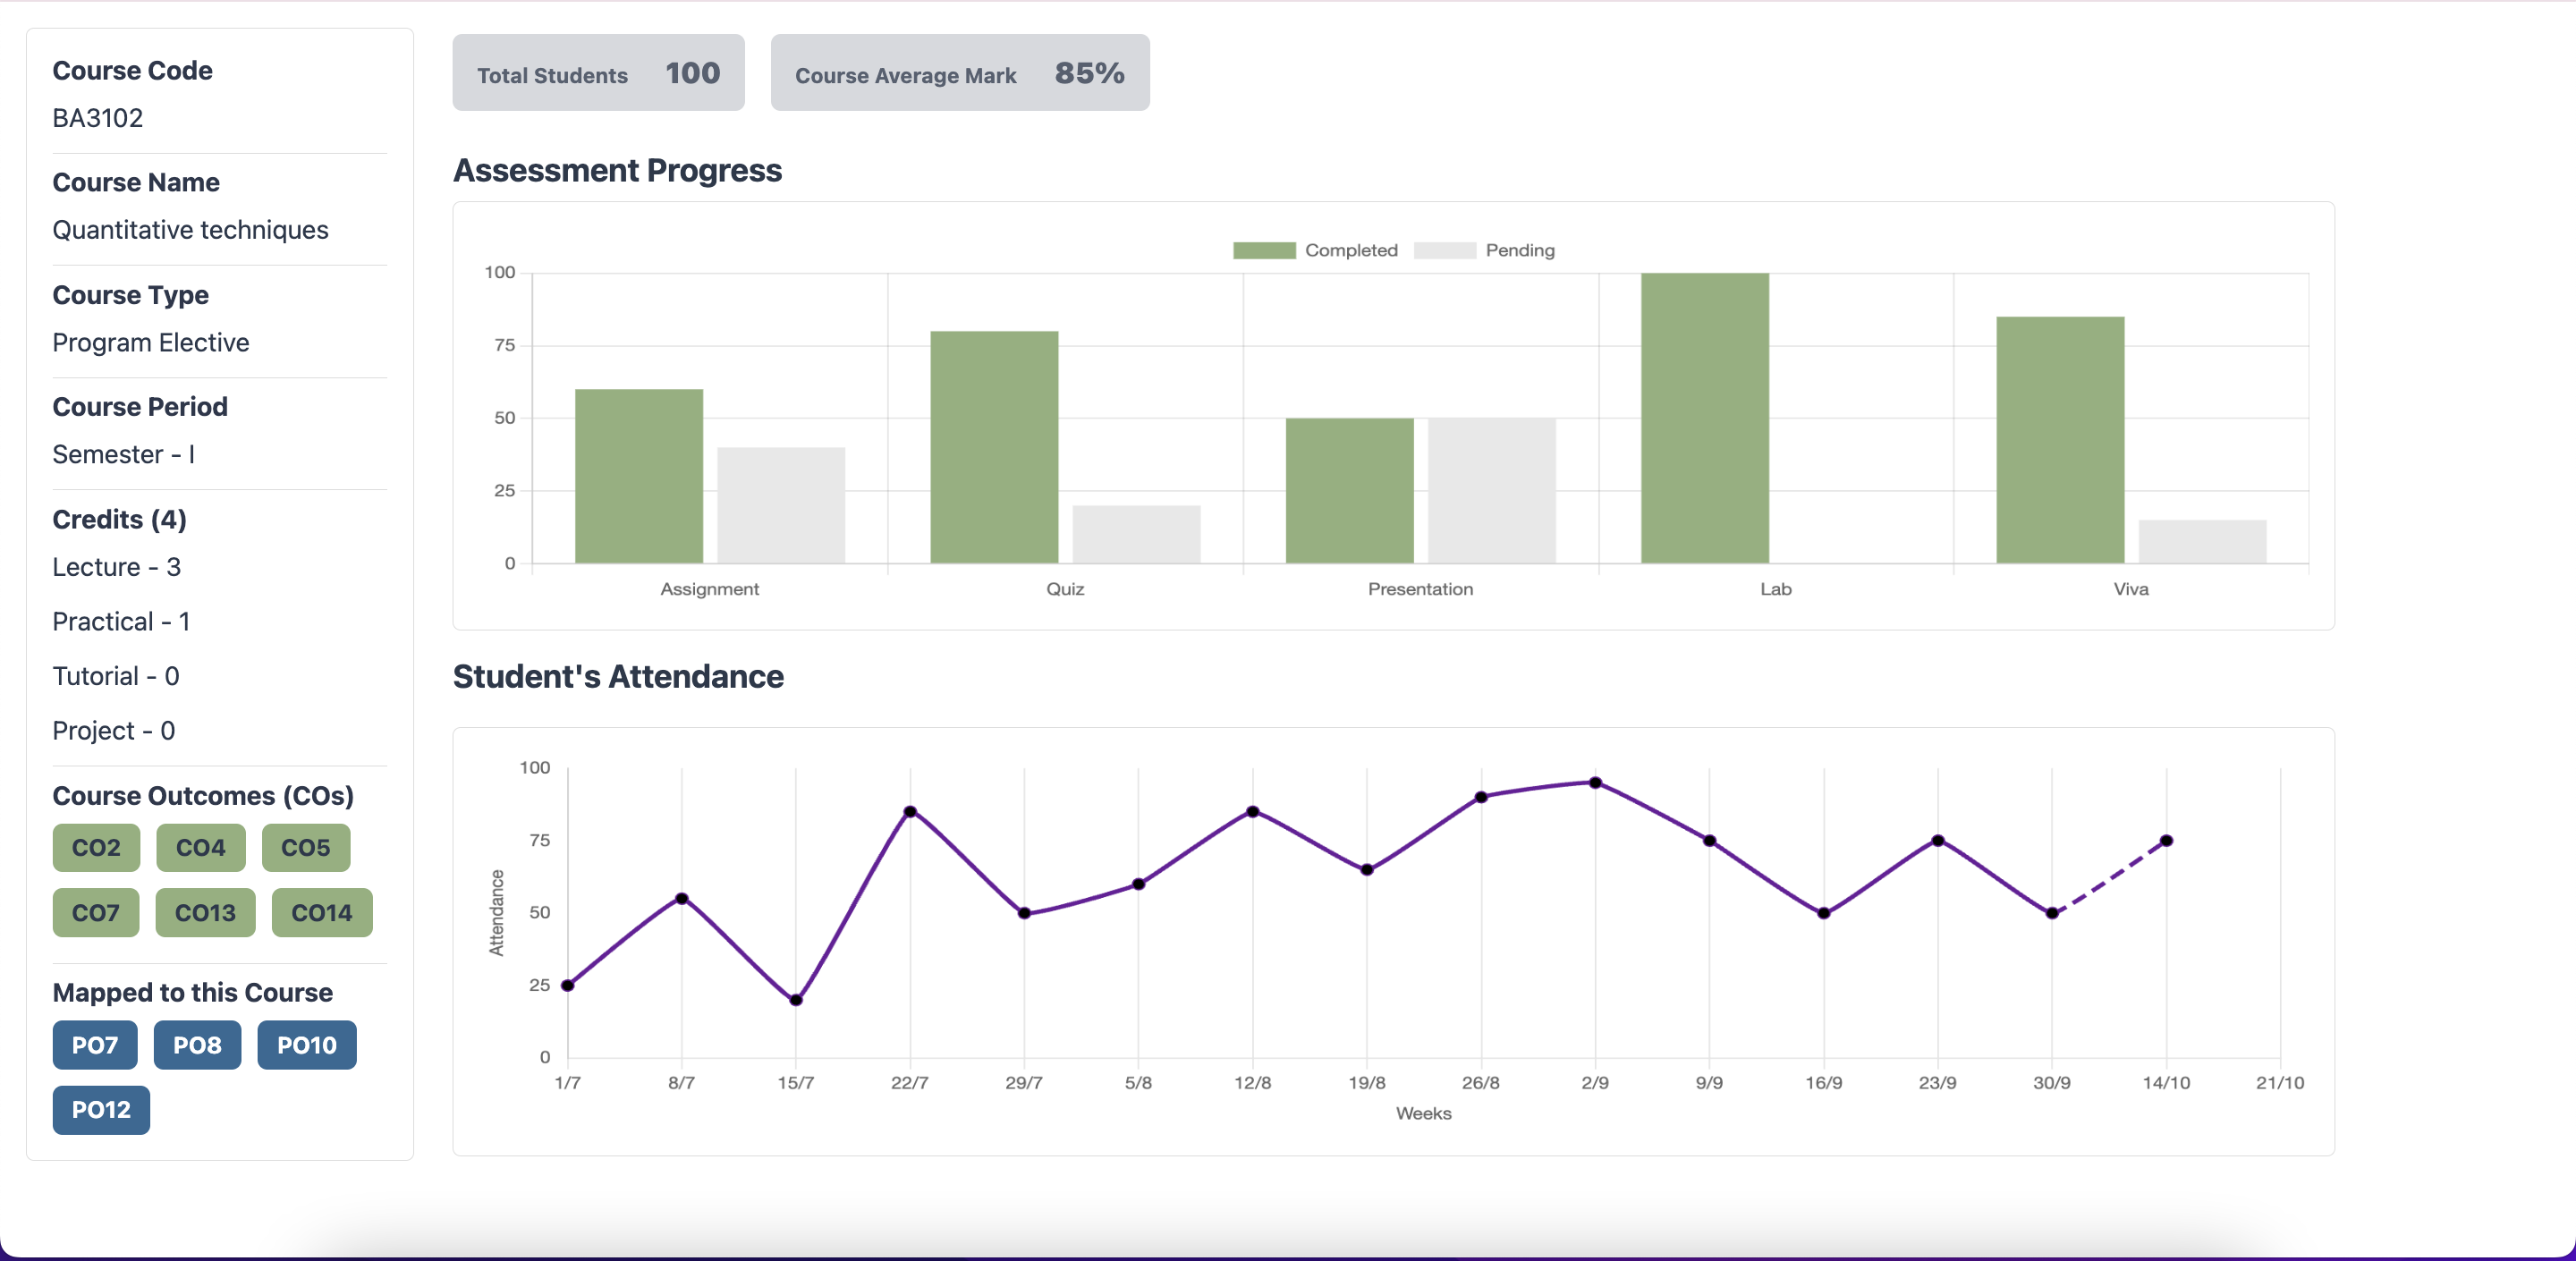 Course Code
BA3102
Course Name
Quantitative techniques
Course Type
Program Elective
Course Period
Semester - I
Credits (4)
Lecture - 3
Practical - 1
Tutorial - 0
Project - 0
Course Outcomes (COs)
CO2 CO4 CO5
CO7 CO13 CO14
Mapped to this Course
PO7 PO8 PO10
PO12
Total Students 100 Course Average Mark 85%
Assessment Progress
Completed Pending
100
75
50
25
0
Assignment Quiz Presentation Lab Viva
Student's Attendance
Attendance
100
75
50
25
0
1/7 8/7 15/7 22/7 29/7 5/8 12/8 19/8 26/8 2/9 9/9 16/9 23/9 30/9 14/10 21/10
Weeks